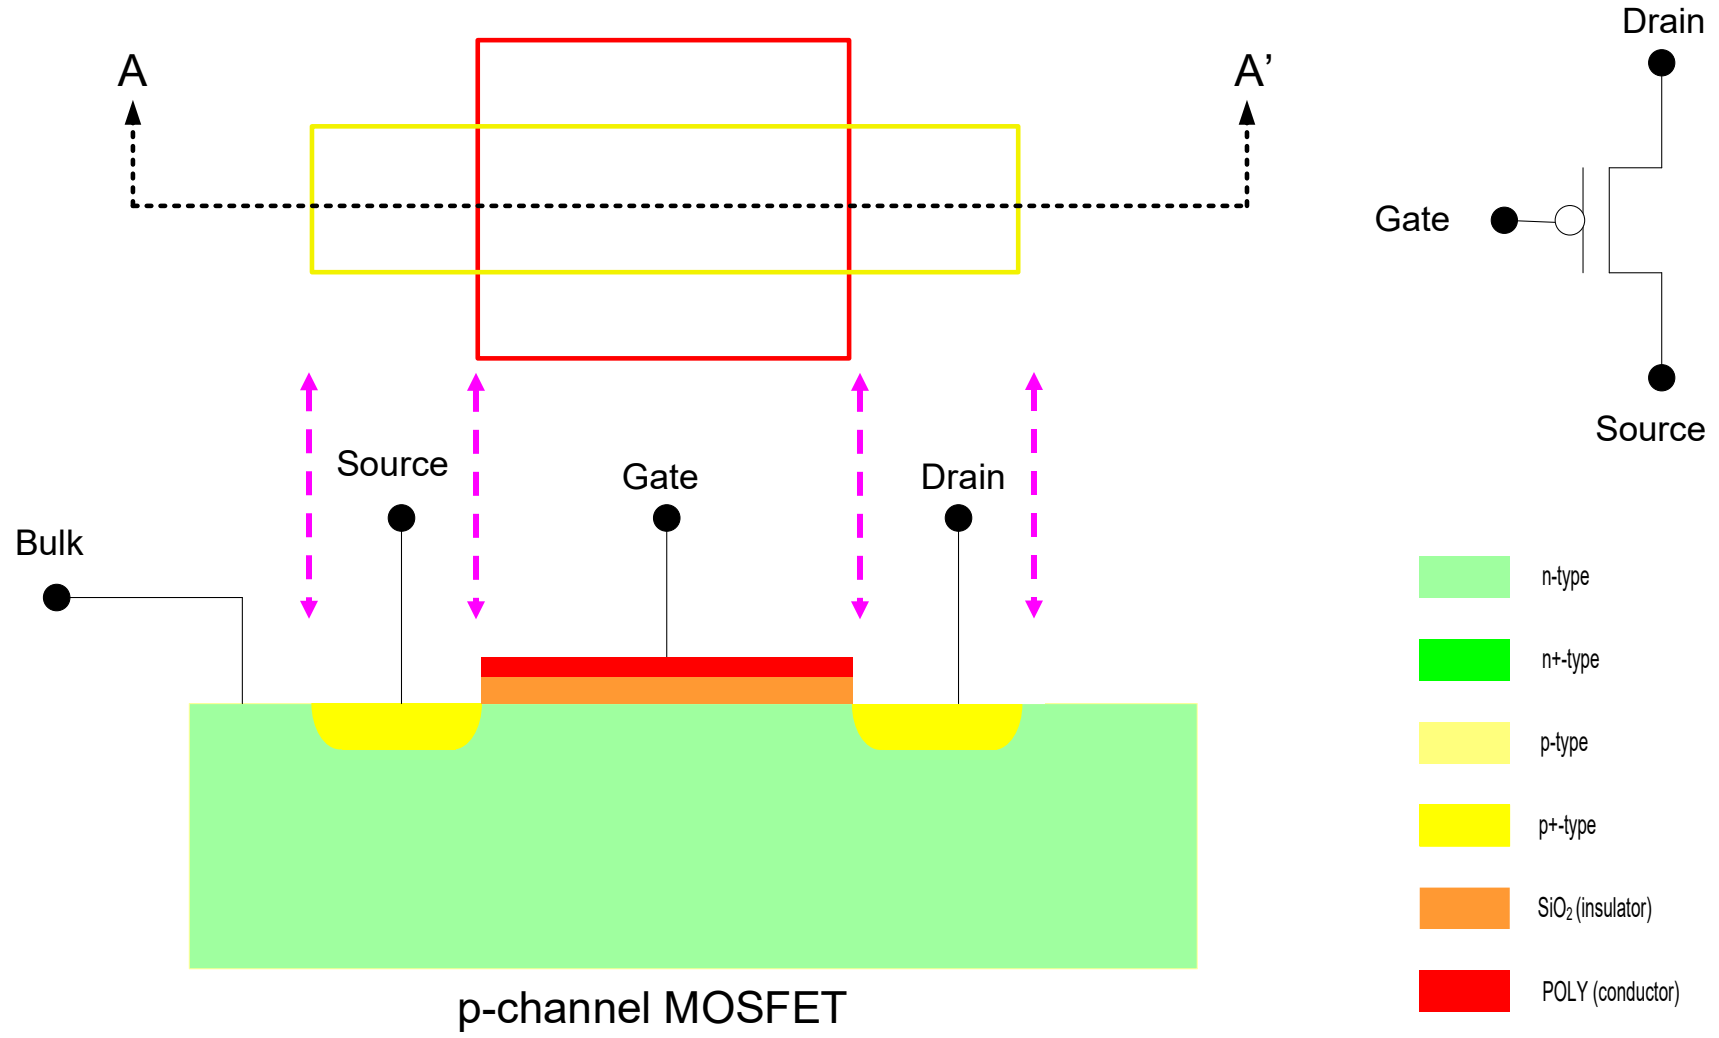 Drain
A
A’
Gate
Source
Source
Gate
Drain
Bulk
n-type
n+-type
p-type
p+-type
SiO₂ (insulator)
POLY (conductor)
p-channel MOSFET